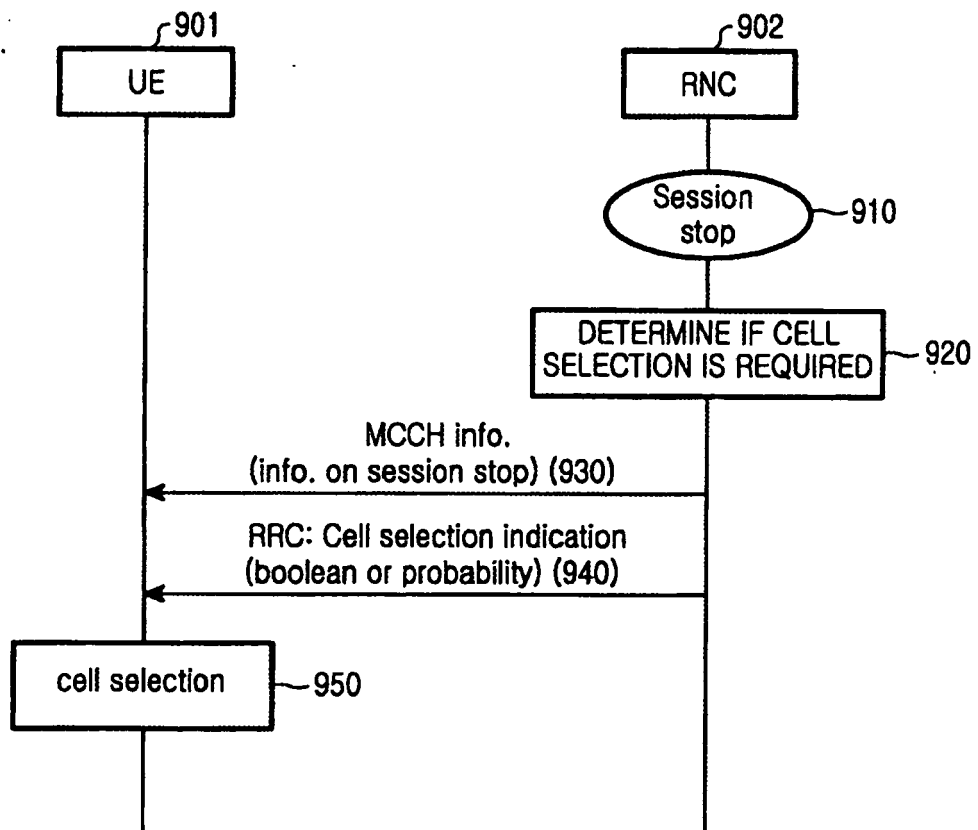 901
UE
902
RNC
Session
stop
910
DETERMINE IF CELL
SELECTION IS REQUIRED
920
MCCH info.
(info. on session stop) (930)
RRC: Cell selection indication
(boolean or probability) (940)
cell selection
950